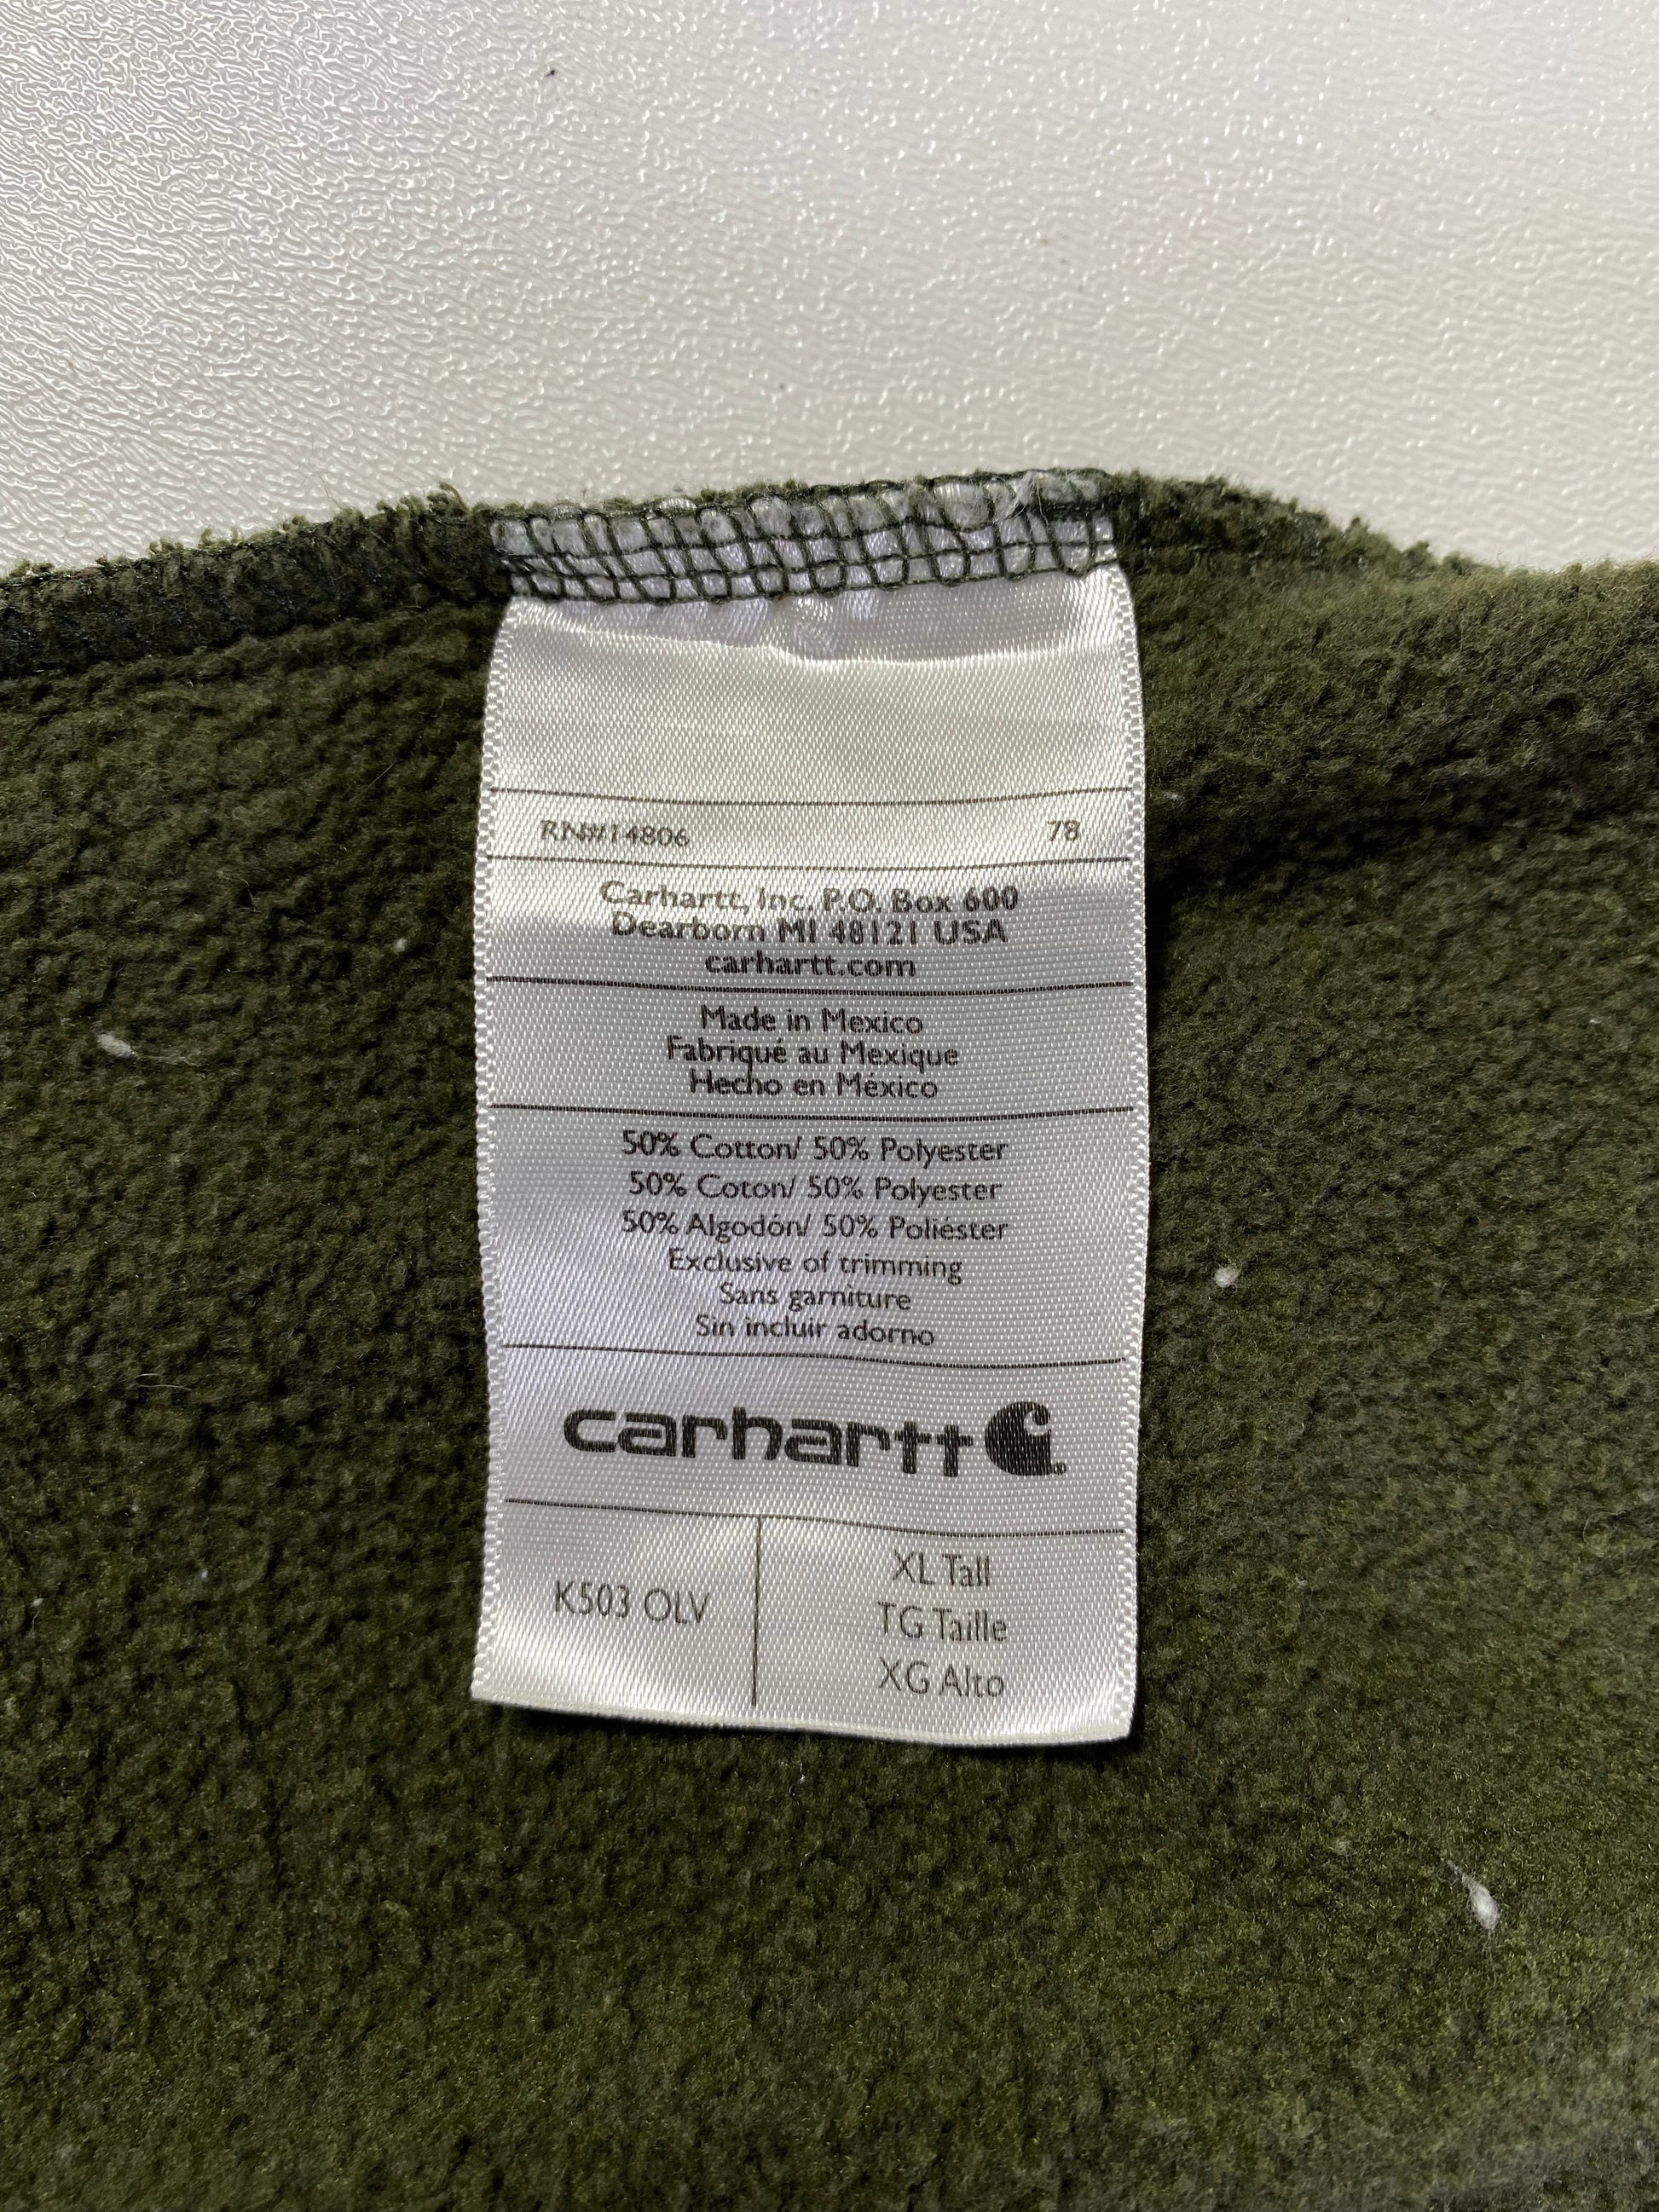 RN#14806 78
Carhartt, Inc. P.O. Box 600
Dearborn MI 48121 USA
carhartt.com
Made in Mexico
Fabriqué au Mexique
Hecho en México
50% Cotton/ 50% Polyester
50% Coton/ 50% Polyester
50% Algodón/ 50% Poliéster
Exclusive of trimming
Sans garniture
Sin incluir adorno
carhartt
K503 OLV
XL Tall
TG Taille
XG Alto